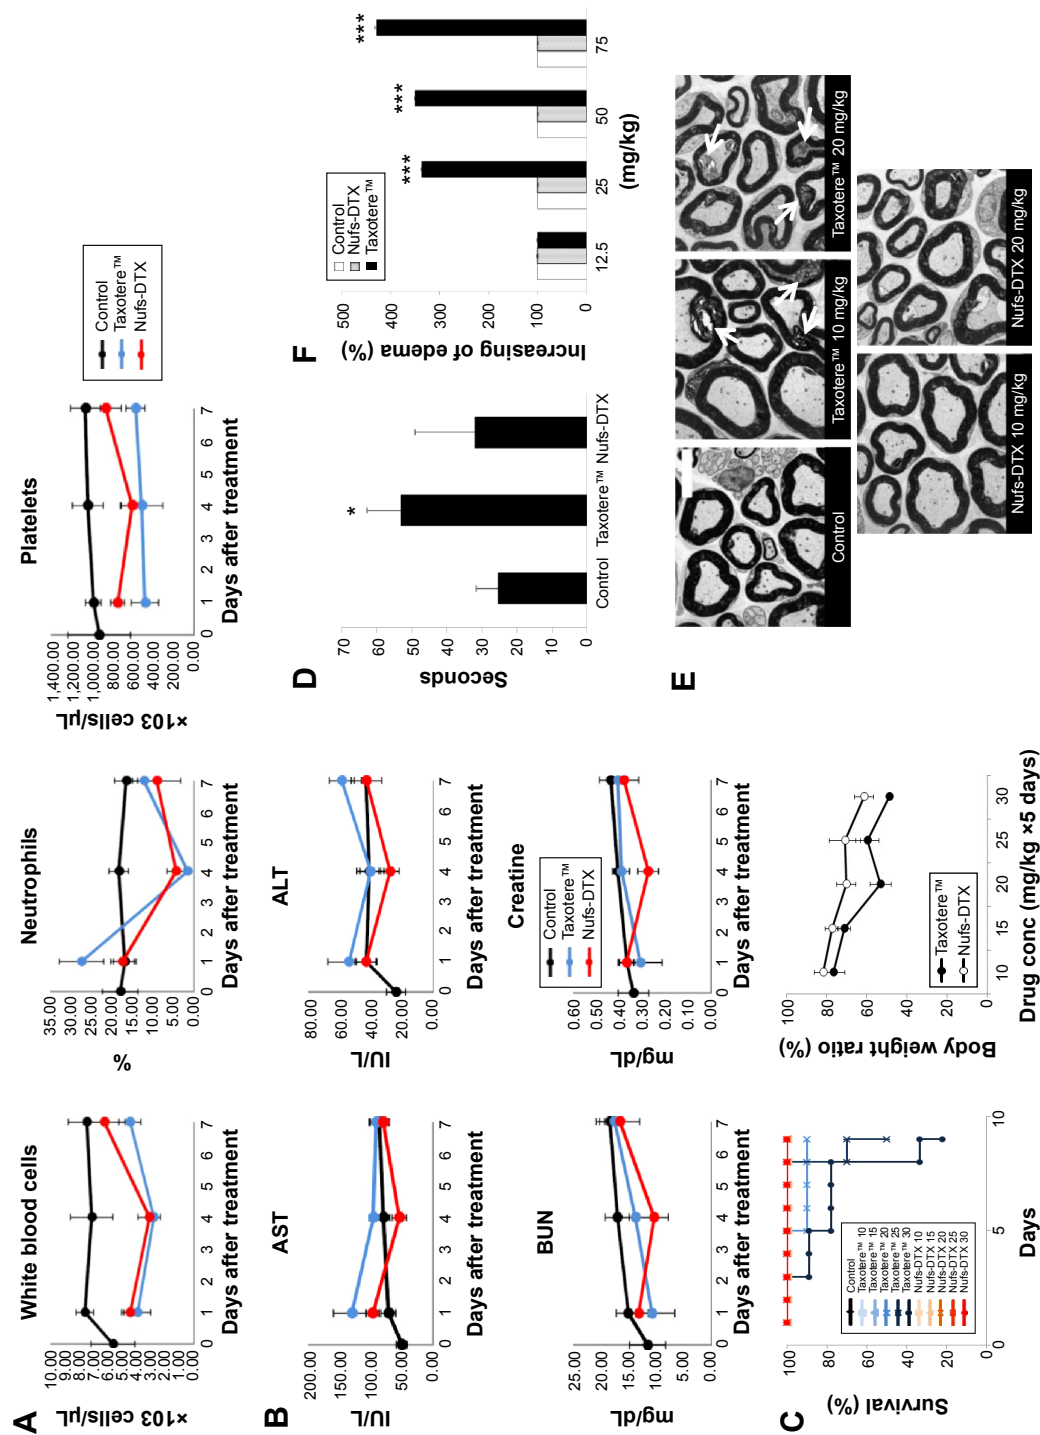 A
White blood cells
10.00
9.00
8.00
7.00
6.00
5.00
4.00
3.00
2.00
1.00
0.00
×103 cells/µL
0 1 2 3 4 5 6 7
Days after treatment
Neutrophils
35.00
30.00
25.00
20.00
15.00
10.00
5.00
0.00
%
0 1 2 3 4 5 6 7
Days after treatment
Platelets
1,400.00
1,200.00
1,000.00
800.00
600.00
400.00
200.00
0.00
×103 cells/µL
0 1 2 3 4 5 6 7
Days after treatment
Control
Taxotere™
Nufs-DTX
B
AST
200.00
150.00
100.00
50.00
0.00
IU/L
0 1 2 3 4 5 6 7
Days after treatment
ALT
80.00
60.00
40.00
20.00
0.00
IU/L
0 1 2 3 4 5 6 7
Days after treatment
BUN
25.00
20.00
15.00
10.00
5.00
0.00
mg/dL
0 1 2 3 4 5 6 7
Days after treatment
Creatine
0.60
0.50
0.40
0.30
0.20
0.10
0.00
mg/dL
0 1 2 3 4 5 6 7
Days after treatment
Control
Taxotere™
Nufs-DTX
C
100
80
60
40
20
0
Survival (%)
0 5 10
Days
Control
Taxotere™ 10
Taxotere™ 15
Taxotere™ 20
Taxotere™ 25
Taxotere™ 30
Nufs-DTX 10
Nufs-DTX 15
Nufs-DTX 20
Nufs-DTX 25
Nufs-DTX 30
100
80
60
40
20
0
Body weight ratio (%)
10 15 20 25 30
Drug conc (mg/kg ×5 days)
Taxotere™
Nufs-DTX
D
70
60
50
40
30
20
10
0
Seconds
*
Control Taxotere™ Nufs-DTX
F
500
400
300
200
100
0
Increasing of edema (%)
Control
Nufs-DTX
Taxotere™
*** *** ***
12.5 25 50 75
(mg/kg)
E
Control
Taxotere™ 10 mg/kg
Taxotere™ 20 mg/kg
Nufs-DTX 10 mg/kg
Nufs-DTX 20 mg/kg